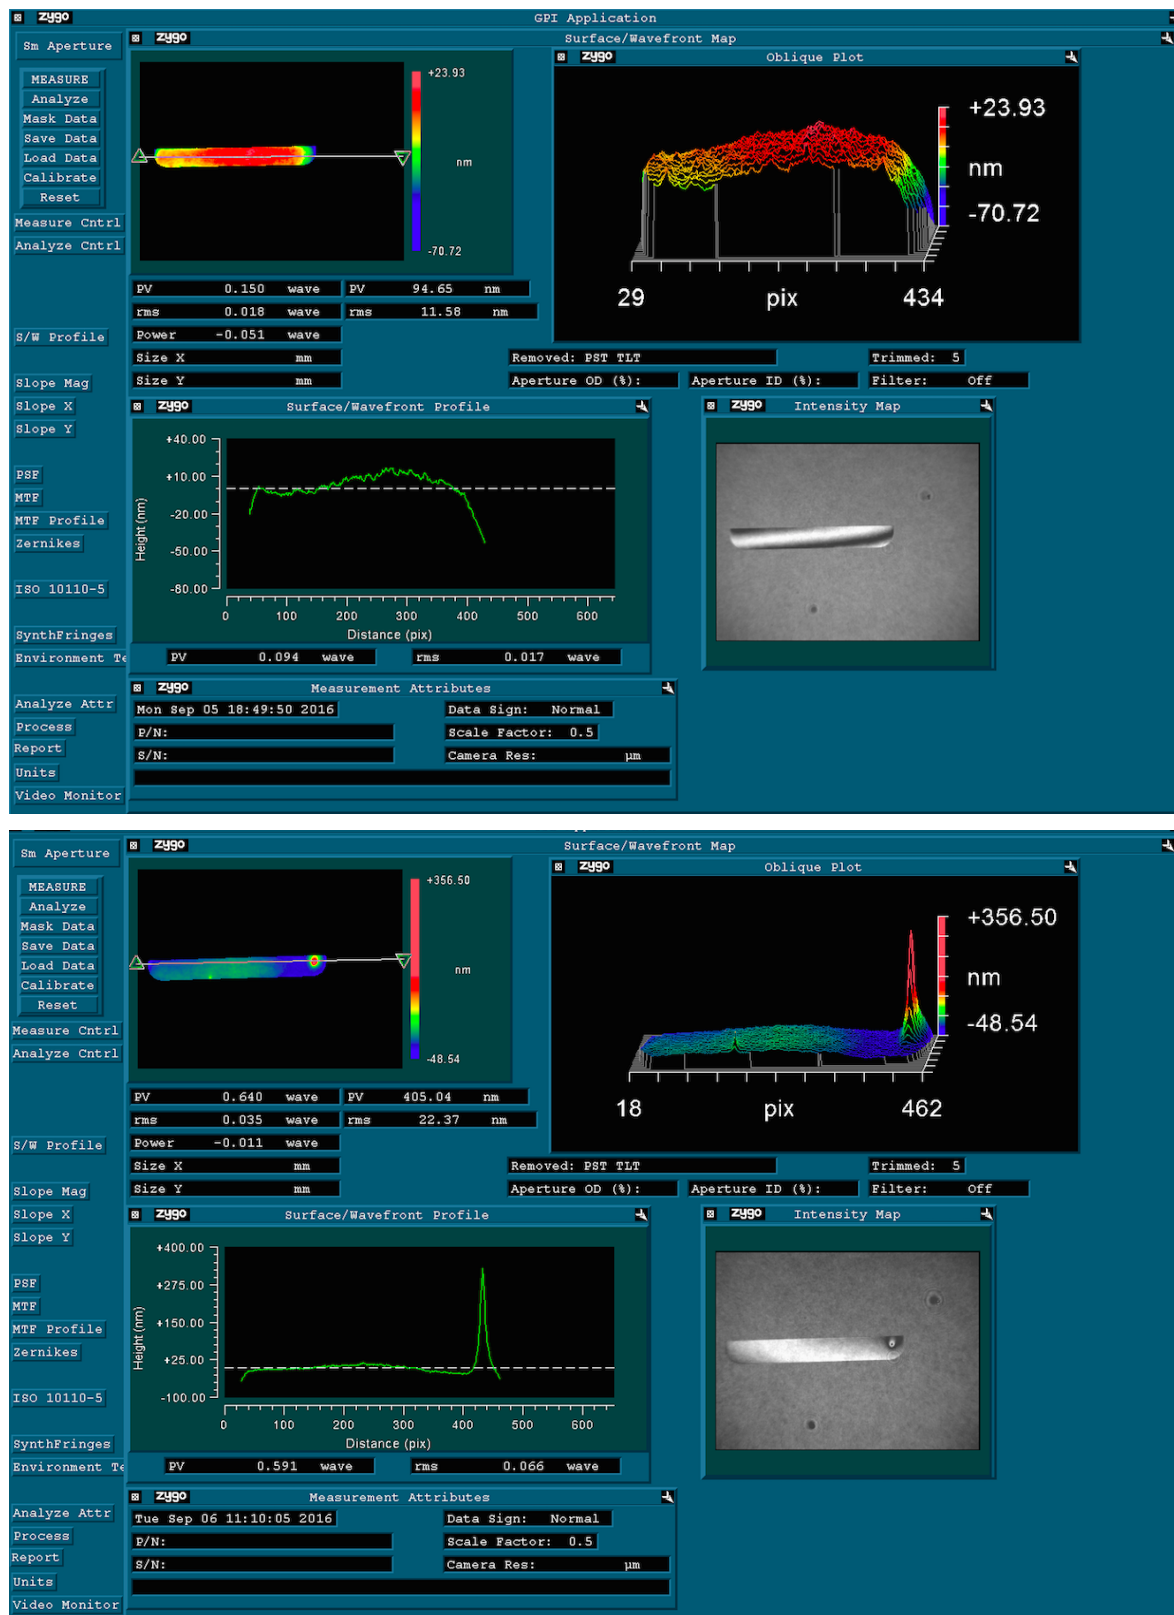 zygo GPI Application
Sm Aperture
zygo Surface/Wavefront Map
MEASURE
Analyze
Mask Data
Save Data
Load Data
Calibrate
Reset
Measure Cntrl
Analyze Cntrl
+23.93
nm
-70.72
zygo Oblique Plot
+23.93
nm
-70.72
29 pix 434
PV 0.150 wave PV 94.65 nm
rms 0.018 wave rms 11.58 nm
Power -0.051 wave
Size X mm
Size Y mm
Removed: PST TLT Trimmed: 5
Aperture OD (%): Aperture ID (%): Filter: Off
S/W Profile
Slope Mag
Slope X
Slope Y
PSF
MTF
MTF Profile
Zernikes
ISO 10110-5
SynthFringes
Environment Te
Analyze Attr
Process
Report
Units
Video Monitor
zygo Surface/Wavefront Profile
Height (nm)
+40.00
+10.00
-20.00
-50.00
-80.00
0 100 200 300 400 500 600
Distance (pix)
PV 0.094 wave rms 0.017 wave
zygo Intensity Map
zygo Measurement Attributes
Mon Sep 05 18:49:50 2016 Data Sign: Normal
P/N: Scale Factor: 0.5
S/N: Camera Res: µm
Sm Aperture
zygo Surface/Wavefront Map
MEASURE
Analyze
Mask Data
Save Data
Load Data
Calibrate
Reset
Measure Cntrl
Analyze Cntrl
+356.50
nm
-48.54
zygo Oblique Plot
+356.50
nm
-48.54
18 pix 462
PV 0.640 wave PV 405.04 nm
rms 0.035 wave rms 22.37 nm
Power -0.011 wave
Size X mm
Size Y mm
Removed: PST TLT Trimmed: 5
Aperture OD (%): Aperture ID (%): Filter: Off
S/W Profile
Slope Mag
Slope X
Slope Y
PSF
MTF
MTF Profile
Zernikes
ISO 10110-5
SynthFringes
Environment Te
Analyze Attr
Process
Report
Units
Video Monitor
zygo Surface/Wavefront Profile
Height (nm)
+400.00
+275.00
+150.00
+25.00
-100.00
0 100 200 300 400 500 600
Distance (pix)
PV 0.591 wave rms 0.066 wave
zygo Intensity Map
zygo Measurement Attributes
Tue Sep 06 11:10:05 2016 Data Sign: Normal
P/N: Scale Factor: 0.5
S/N: Camera Res: µm